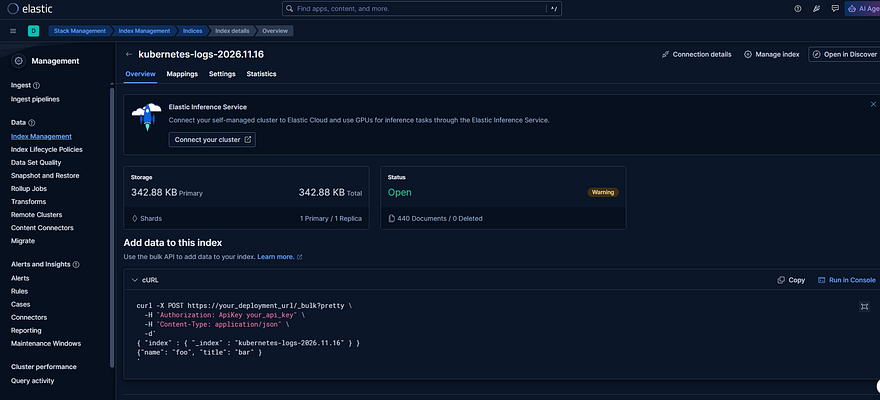 elastic
Find apps, content, and more.
*/
AI Age
D
Stack Management
Index Management
Indices
Index details
Overview
Management
Ingest
Ingest pipelines
Data
Index Management
Index Lifecycle Policies
Data Set Quality
Snapshot and Restore
Rollup Jobs
Transforms
Remote Clusters
Content Connectors
Migrate
Alerts and Insights
Alerts
Rules
Cases
Connectors
Reporting
Maintenance Windows
Cluster performance
Query activity
← kubernetes-logs-2026.11.16
Connection details
Manage index
Open in Discover
Overview Mappings Settings Statistics
Elastic Inference Service
Connect your self-managed cluster to Elastic Cloud and use GPUs for inference tasks through the Elastic Inference Service.
Connect your cluster
Storage
342.88 KB Primary 342.88 KB Total
Shards 1 Primary / 1 Replica
Status
Open Warning
440 Documents / 0 Deleted
Add data to this index
Use the bulk API to add data to your index. Learn more.
cURL Copy Run in Console
curl -X POST https://your_deployment_url/_bulk?pretty \
-H "Authorization: ApiKey your_api_key" \
-H "Content-Type: application/json" \
-d'
{ "index" : { "_index" : "kubernetes-logs-2026.11.16" } }
{"name": "foo", "title": "bar" }
'